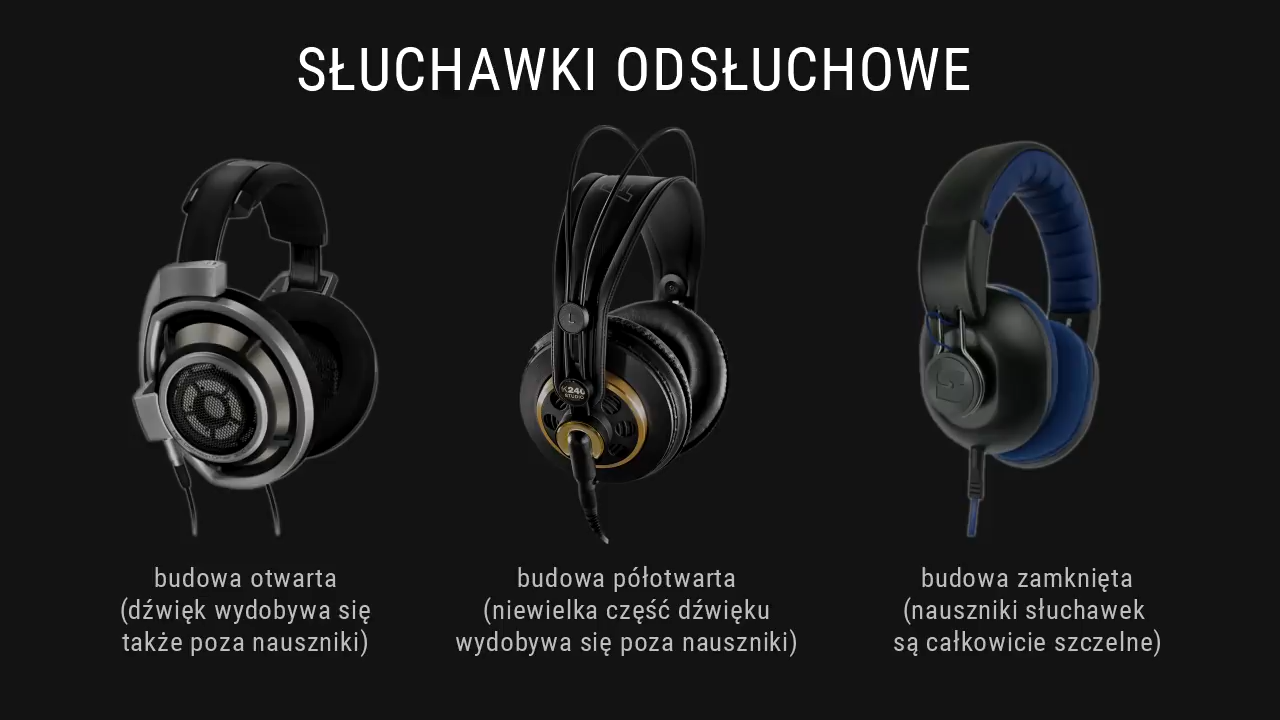 SŁUCHAWKI ODSŁUCHOWE
L
K240
STUDIO
budowa otwarta
(dźwięk wydobywa się
także poza nauszniki)
budowa półotwarta
(niewielka część dźwięku
wydobywa się poza nauszniki)
budowa zamknięta
(nauszniki słuchawek
są całkowicie szczelne)